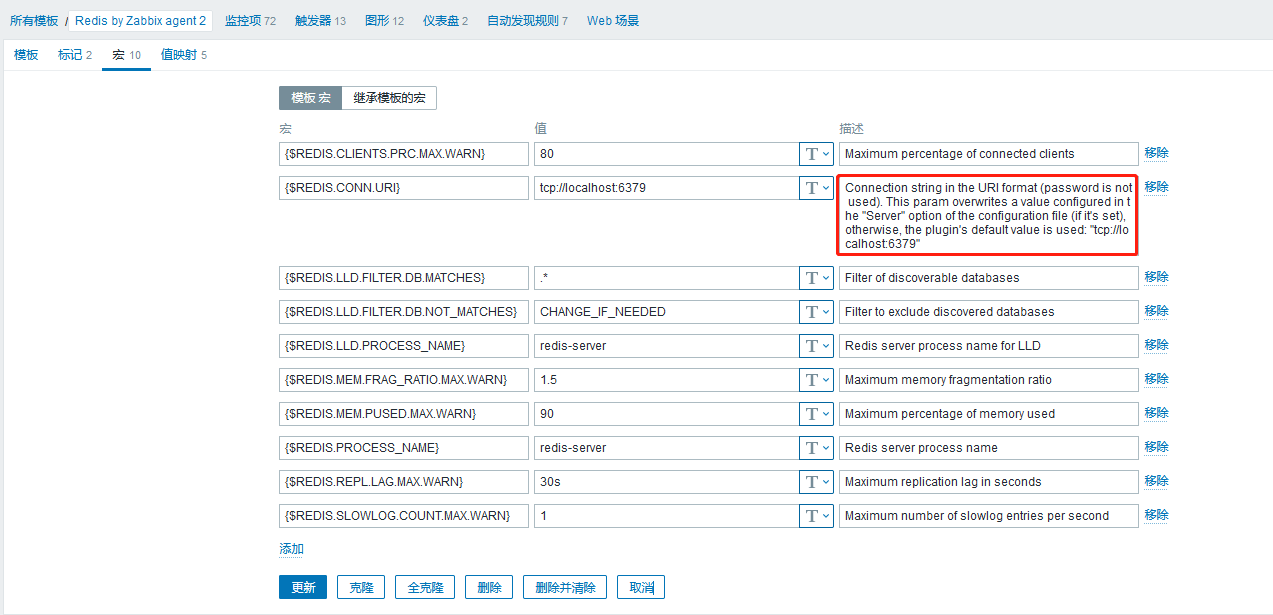 所有模板 / Redis by Zabbix agent 2 监控项 72 触发器 13 图形 12 仪表盘 2 自动发现规则 7 Web 场景
模板 标记 2 宏 10 值映射 5
模板 宏 继承模板的宏
宏 值 描述
{$REDIS.CLIENTS.PRC.MAX.WARN} 80 T Maximum percentage of connected clients 移除
{$REDIS.CONN.URI} tcp://localhost:6379 T Connection string in the URI format (password is not 移除
used). This param overwrites a value configured in t
he "Server" option of the configuration file (if it's set),
otherwise, the plugin's default value is used: "tcp://lo
calhost:6379"
{$REDIS.LLD.FILTER.DB.MATCHES} .* T Filter of discoverable databases 移除
{$REDIS.LLD.FILTER.DB.NOT_MATCHES} CHANGE_IF_NEEDED T Filter to exclude discovered databases 移除
{$REDIS.LLD.PROCESS_NAME} redis-server T Redis server process name for LLD 移除
{$REDIS.MEM.FRAG_RATIO.MAX.WARN} 1.5 T Maximum memory fragmentation ratio 移除
{$REDIS.MEM.PUSED.MAX.WARN} 90 T Maximum percentage of memory used 移除
{$REDIS.PROCESS_NAME} redis-server T Redis server process name 移除
{$REDIS.REPL.LAG.MAX.WARN} 30s T Maximum replication lag in seconds 移除
{$REDIS.SLOWLOG.COUNT.MAX.WARN} 1 T Maximum number of slowlog entries per second 移除
添加
更新 克隆 全克隆 删除 删除并清除 取消